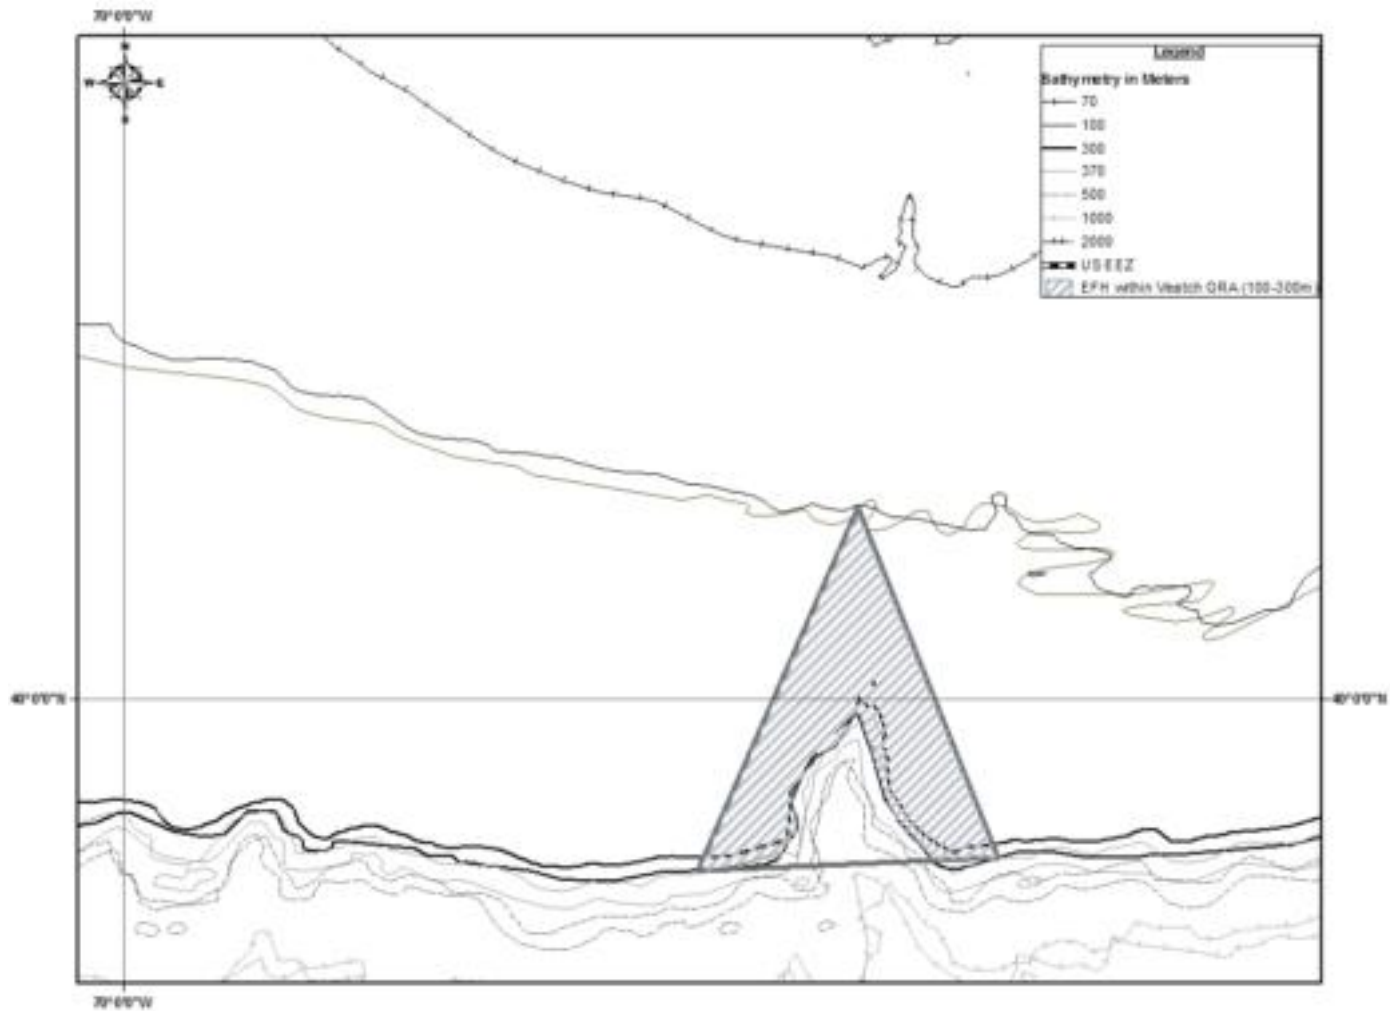 70°0'0"W
N
W E
S
Legend
Bathymetry in Meters
70
100
300
370
500
1000
2000
US EEZ
EFH within Veatch GRA (100-300m)
40°0'0"N 40°0'0"N
70°0'0"W